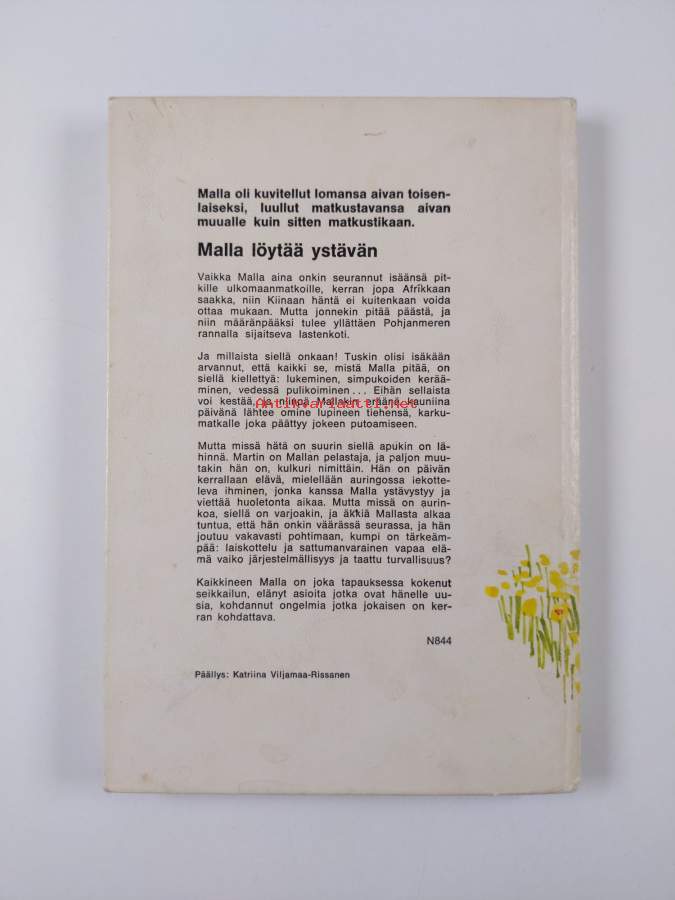 Malla oli kuvitellut lomansa aivan toisen-
laiseksi, luullut matkustavansa aivan
muualle kuin sitten matkustikaan.
Malla löytää ystävän
Vaikka Malla aina onkin seurannut isäänsä pit-
kille ulkomaanmatkoille, kerran jopa Afrikkaan
saakka, niin Kiinaan häntä ei kuitenkaan voida
ottaa mukaan. Mutta jonnekin pitää päästä, ja
niin määränpääksi tulee yllättäen Pohjanmeren
rannalla sijaitseva lastenkoti.
Ja millaista siellä onkaan! Tuskin olisi isäkään
arvannut, että kaikki se, mistä Malla pitää, on
siellä kiellettyä: lukeminen, simpukoiden kerää-
minen, vedessä pulikoiminen... Eihän sellaista
voi kestää, ja niinpä Mallakin eräänä kauniina
Antikvariaatti.net
päivänä lähtee omine lupineen tiehensä, karku-
matkalle joka päättyy jokeen putoamiseen.
Mutta missä hätä on suurin siellä apukin on lä-
hinnä. Martin on Mallan pelastaja, ja paljon muu-
takin hän on, kulkuri nimittäin. Hän on päivän
kerrallaan elävä, mielellään auringossa iekotte-
leva ihminen, jonka kanssa Malla ystävystyy ja
viettää huoletonta aikaa. Mutta missä on aurin-
koa, siellä on varjoakin, ja äkkiä Mallasta alkaa
tuntua, että hän onkin väärässä seurassa, ja hän
joutuu vakavasti pohtimaan, kumpi on tärkeäm-
pää: laiskottelu ja sattumanvarainen vapaa elä-
mä vaiko järjestelmällisyys ja taattu turvallisuus?
Kaikkineen Malla on joka tapauksessa kokenut
seikkailun, elänyt asioita jotka ovat hänelle uu-
sia, kohdannut ongelmia jotka jokaisen on ker-
ran kohdattava.
N844
Päällys: Katriina Viljamaa-Rissanen